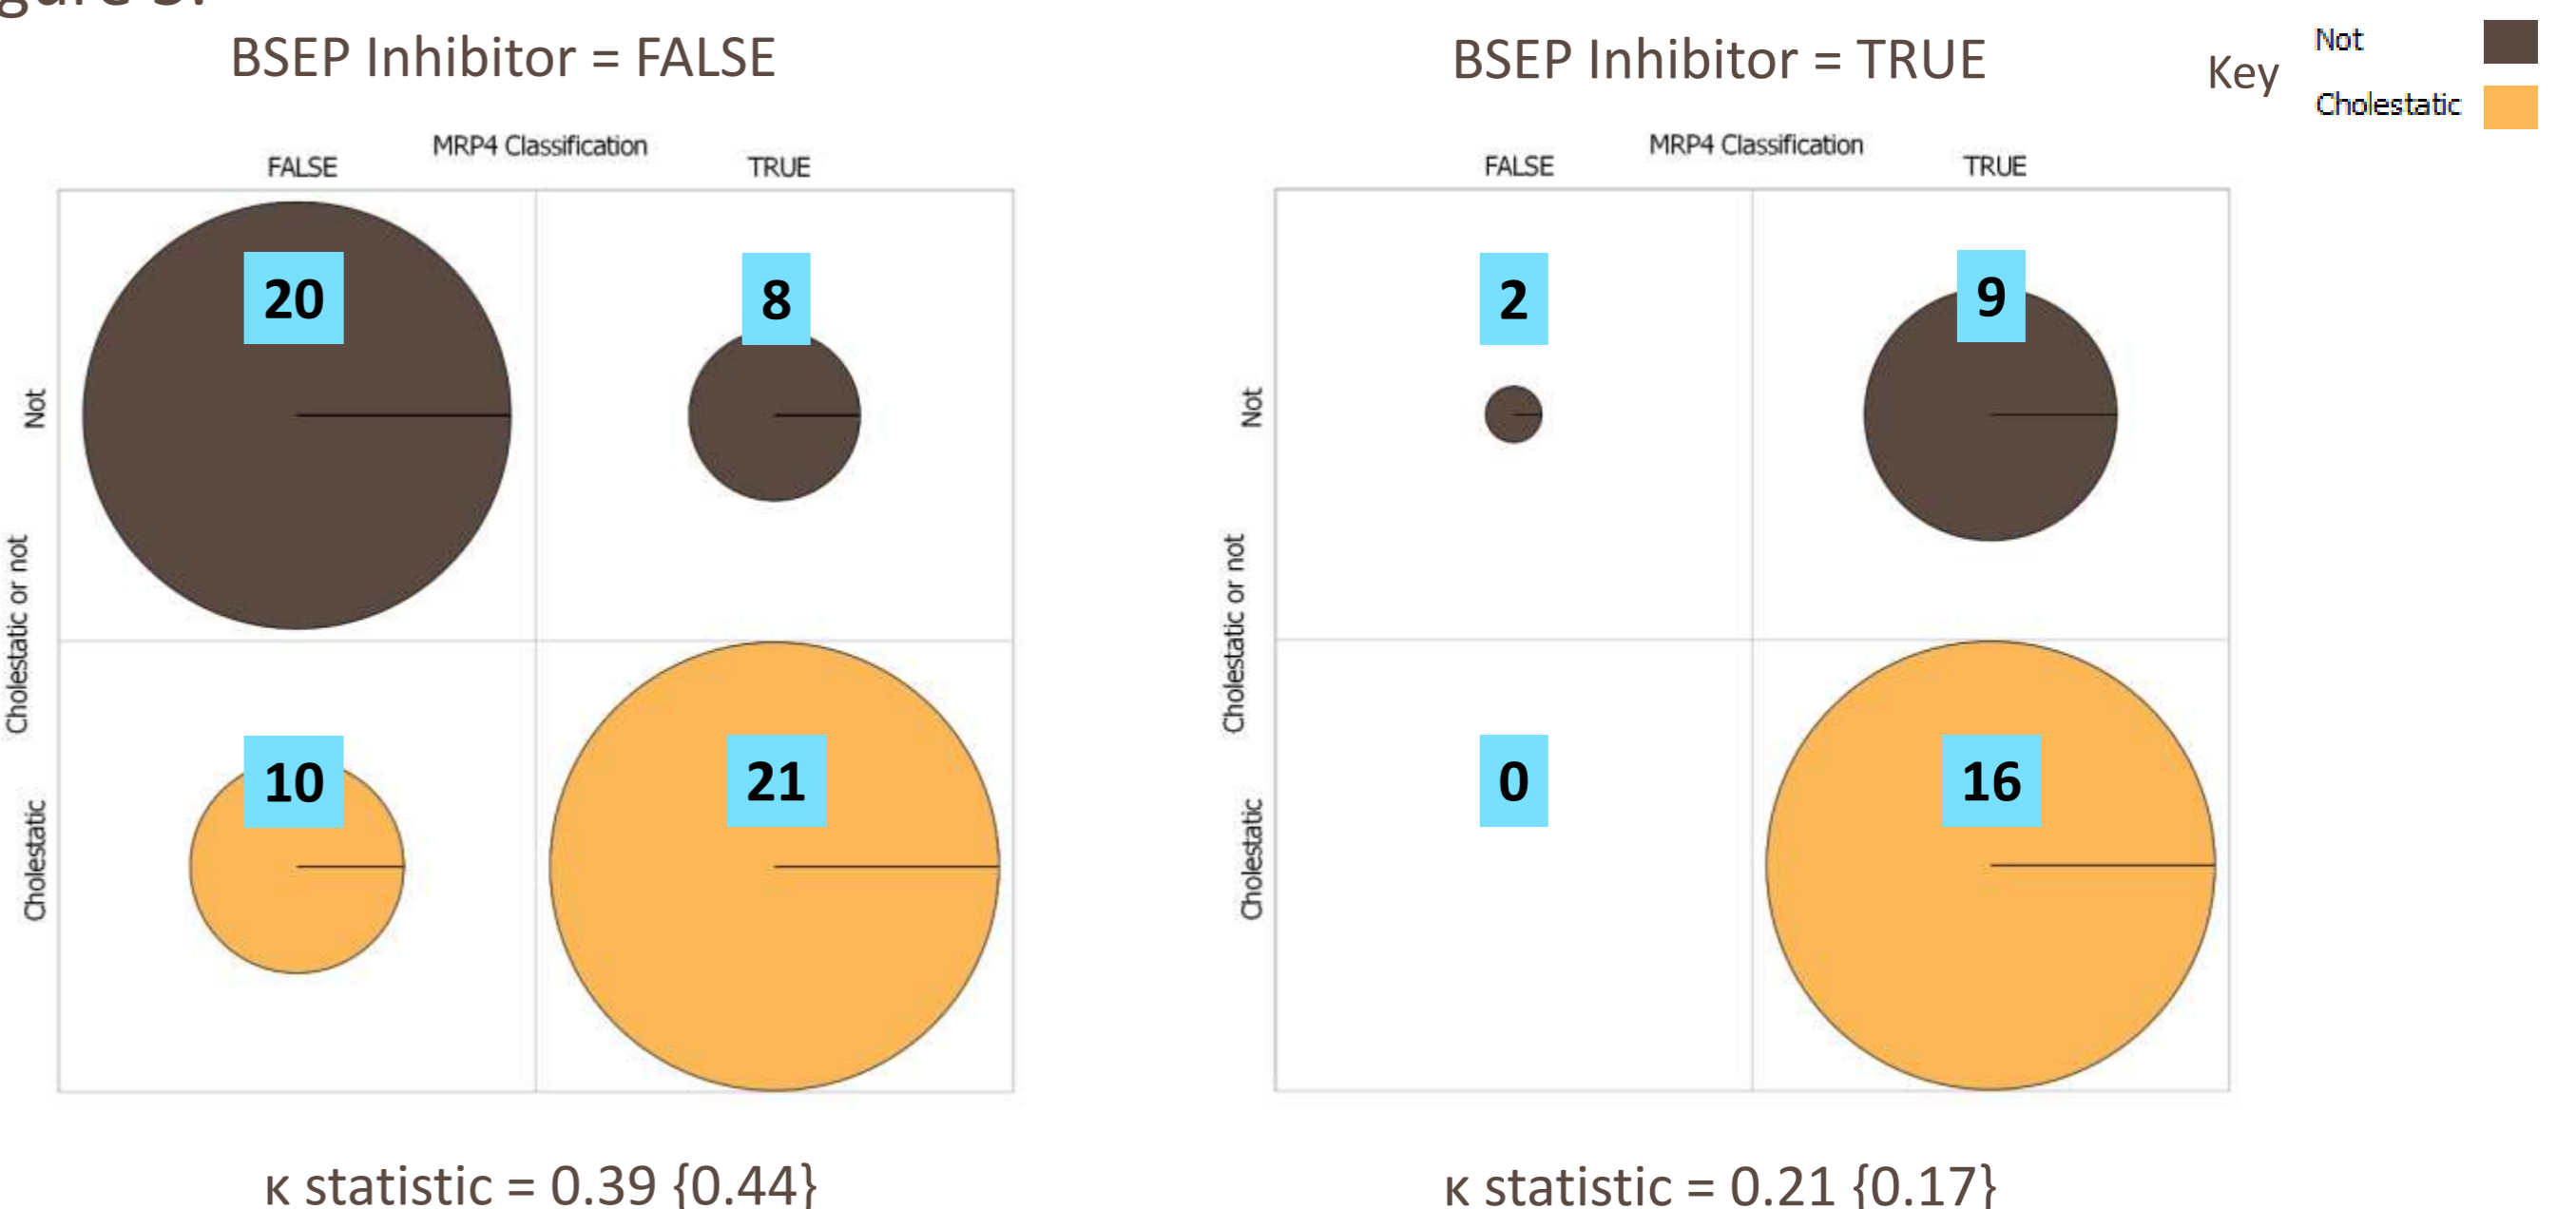 BSEP Inhibitor = FALSE
MRP4 Classification
FALSE TRUE
Not
Cholestatic or not
Cholestatic
20
8
10
21
κ statistic = 0.39 {0.44}
BSEP Inhibitor = TRUE
MRP4 Classification
FALSE TRUE
Not
Cholestatic or not
Cholestatic
2
9
0
16
κ statistic = 0.21 {0.17}
Key
Not
Cholestatic